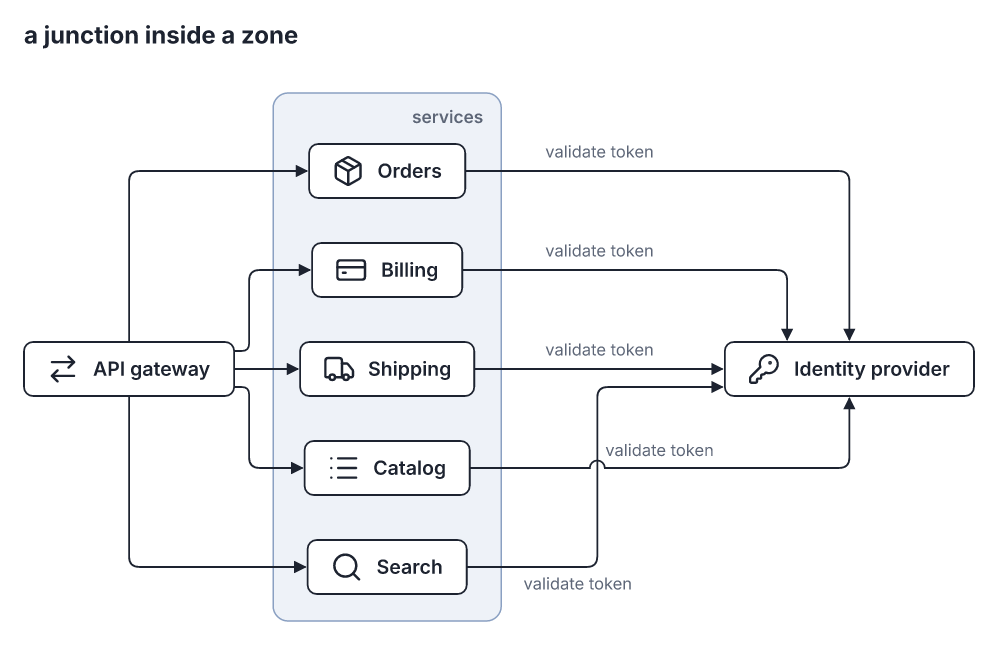 a junction inside a zone
services
Orders
validate token
Billing
validate token
API gateway
Shipping
validate token
Identity provider
Catalog
validate token
Search
validate token